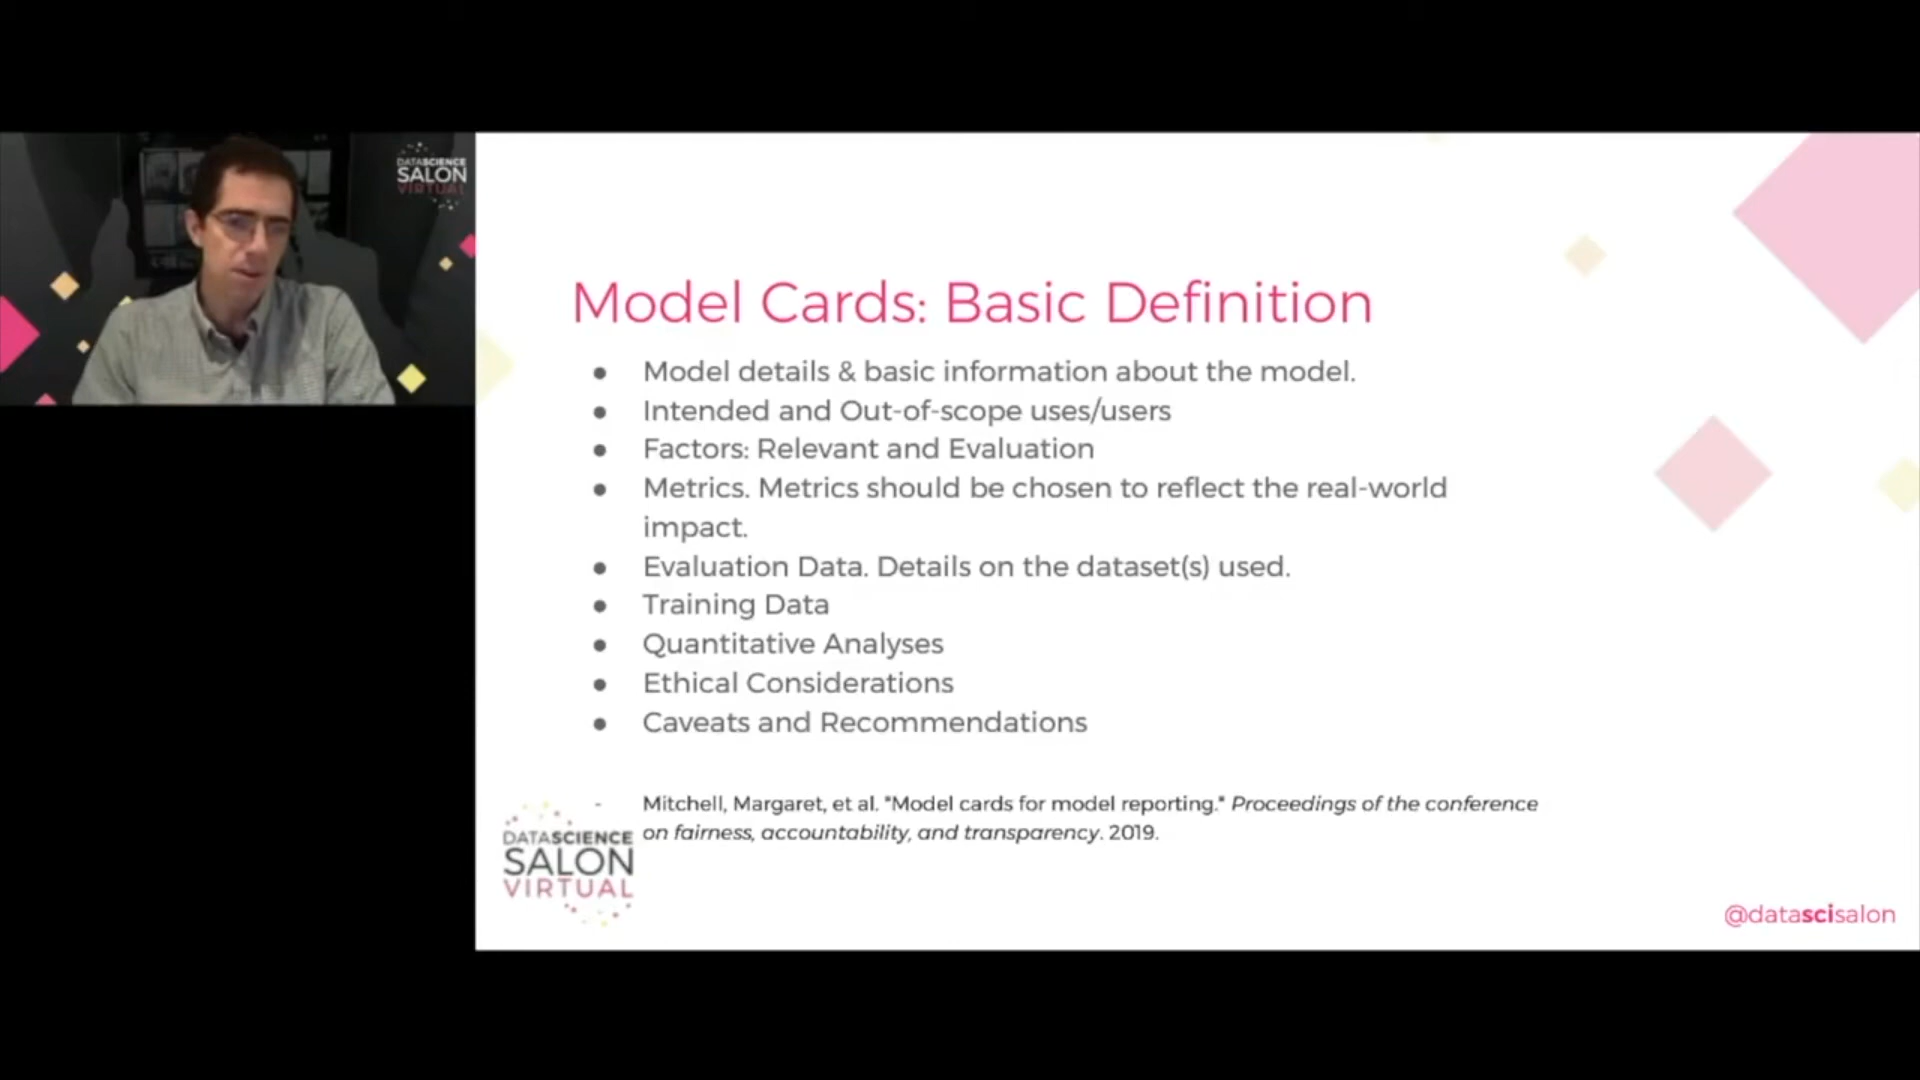 DATASCIENCE
SALON
VIRTUAL
Model Cards: Basic Definition
● Model details & basic information about the model.
● Intended and Out-of-scope uses/users
● Factors: Relevant and Evaluation
● Metrics. Metrics should be chosen to reflect the real-world
impact.
● Evaluation Data. Details on the dataset(s) used.
● Training Data
● Quantitative Analyses
● Ethical Considerations
● Caveats and Recommendations
- Mitchell, Margaret, et al. "Model cards for model reporting." Proceedings of the conference
on fairness, accountability, and transparency. 2019.
DATASCIENCE
SALON
VIRTUAL
@datascisalon